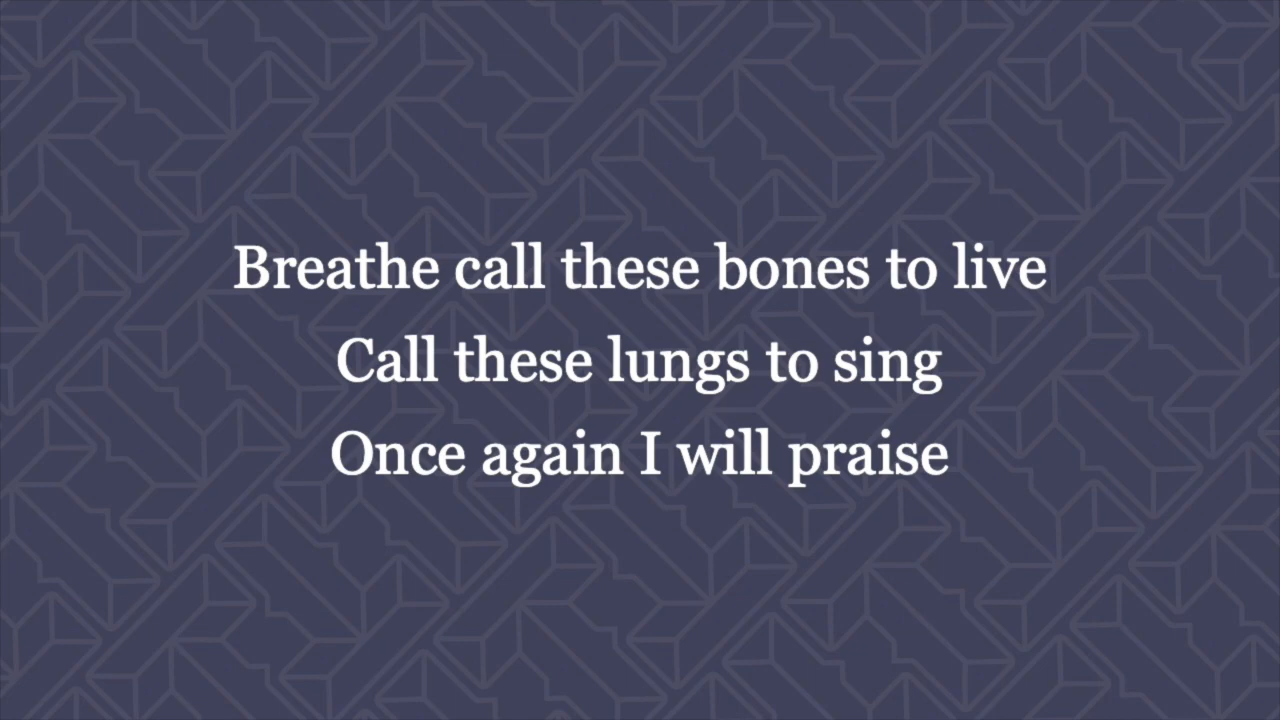 Breathe call these bones to live
Call these lungs to sing
Once again I will praise